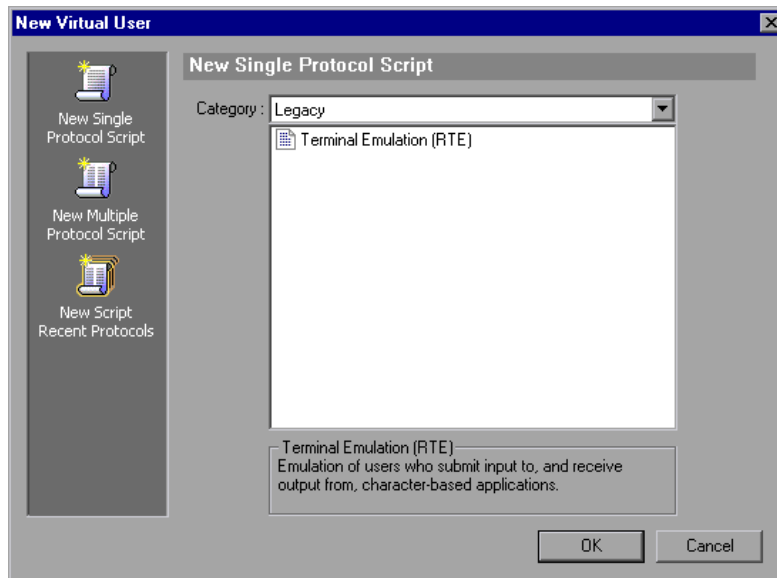 New Virtual User
New Single
Protocol Script
New Multiple
Protocol Script
New Script
Recent Protocols
New Single Protocol Script
Category :
Legacy
Terminal Emulation (RTE)
Terminal Emulation (RTE)
Emulation of users who submit input to, and receive
output from, character-based applications.
OK
Cancel